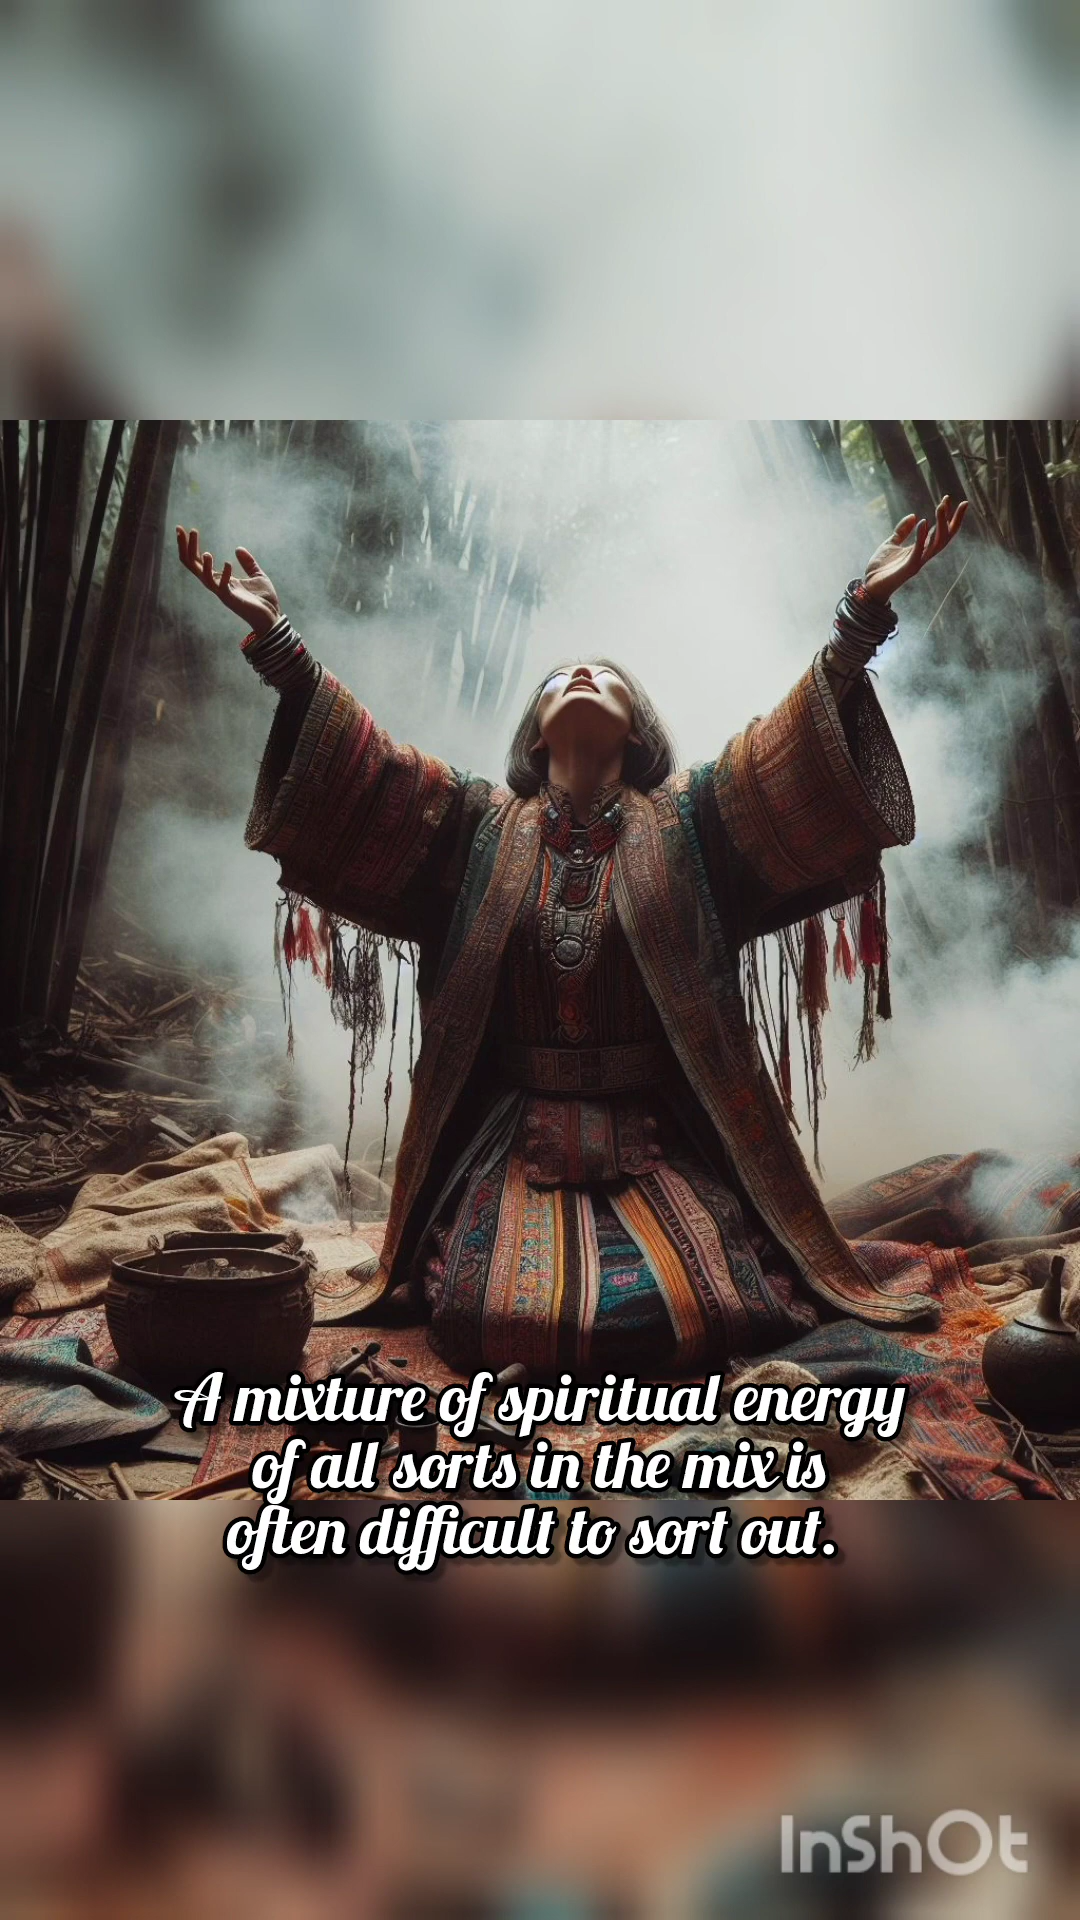 A mixture of spiritual energy
of all sorts in the mix is
often difficult to sort out.
InShOt